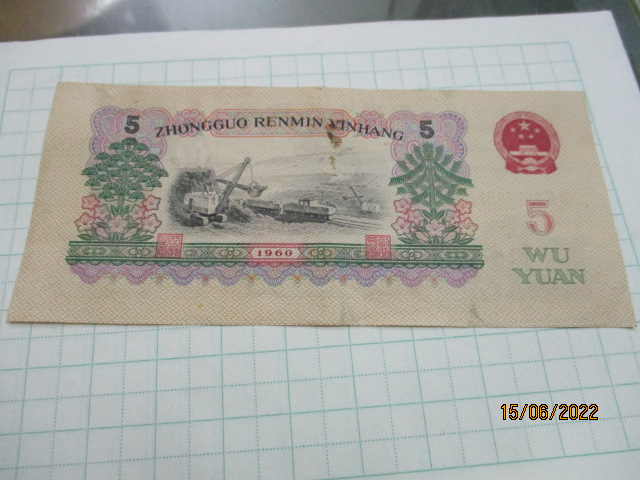 5 ZHONGGUO RENMIN YINHANG 5
5
WU
YUAN
1960
15/06/2022